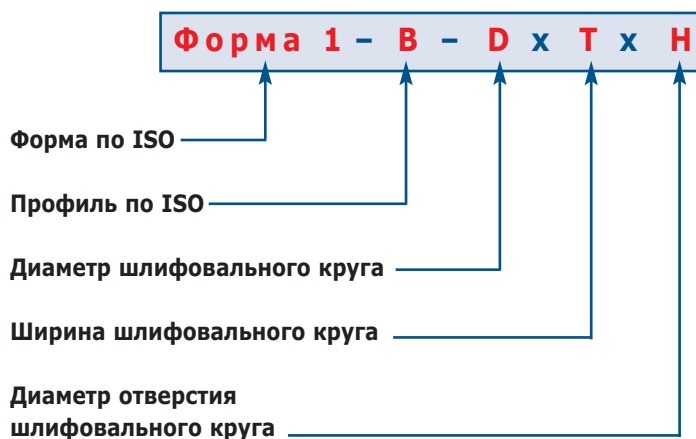 Форма 1 – B – D x T x H
Форма по ISO
Профиль по ISO
Диаметр шлифовального круга
Ширина шлифовального круга
Диаметр отверстия
шлифовального круга